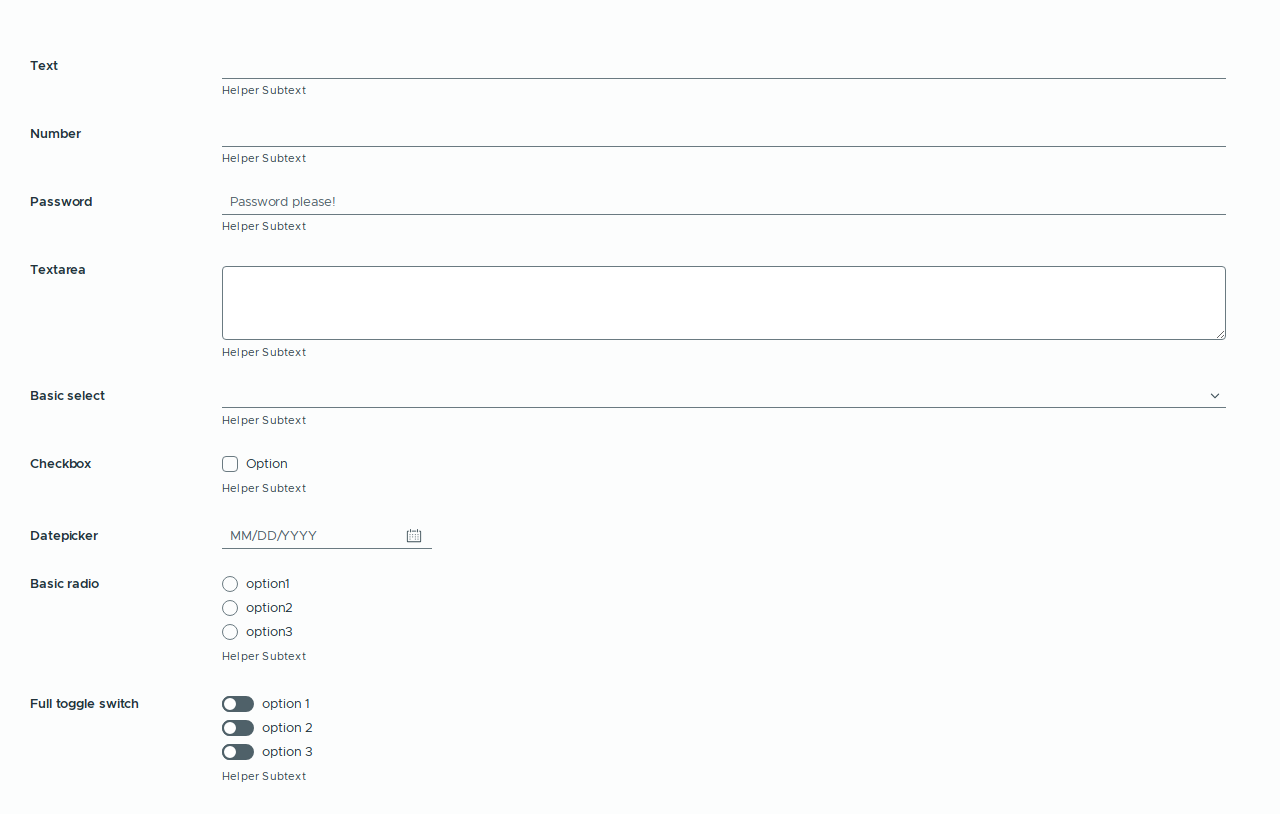 Text
Helper Subtext
Number
Helper Subtext
Password
Password please!
Helper Subtext
Textarea
Helper Subtext
Basic select
Helper Subtext
Checkbox
Option
Helper Subtext
Datepicker
MM/DD/YYYY
Basic radio
option1
option2
option3
Helper Subtext
Full toggle switch
option 1
option 2
option 3
Helper Subtext